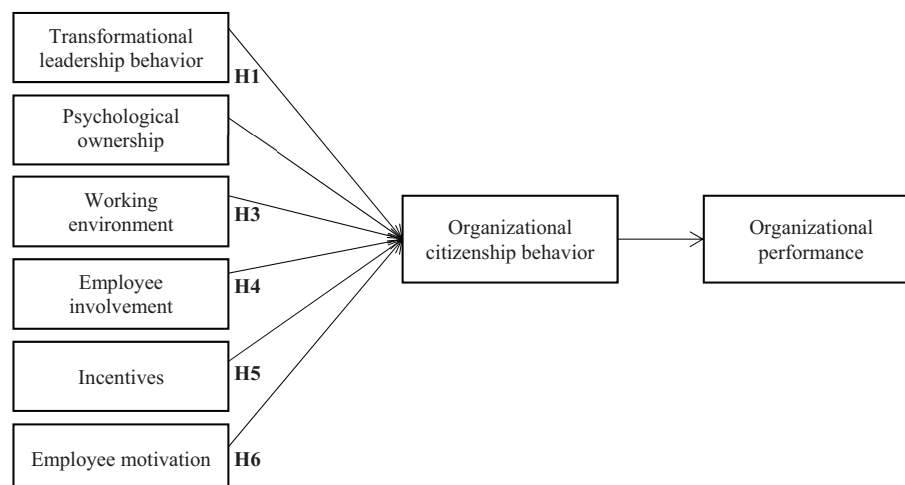 Transformational
leadership behavior
H1
Psychological
ownership
Working
environment
H3
Employee
involvement
H4
Incentives
H5
Employee motivation
H6
Organizational
citizenship behavior
Organizational
performance